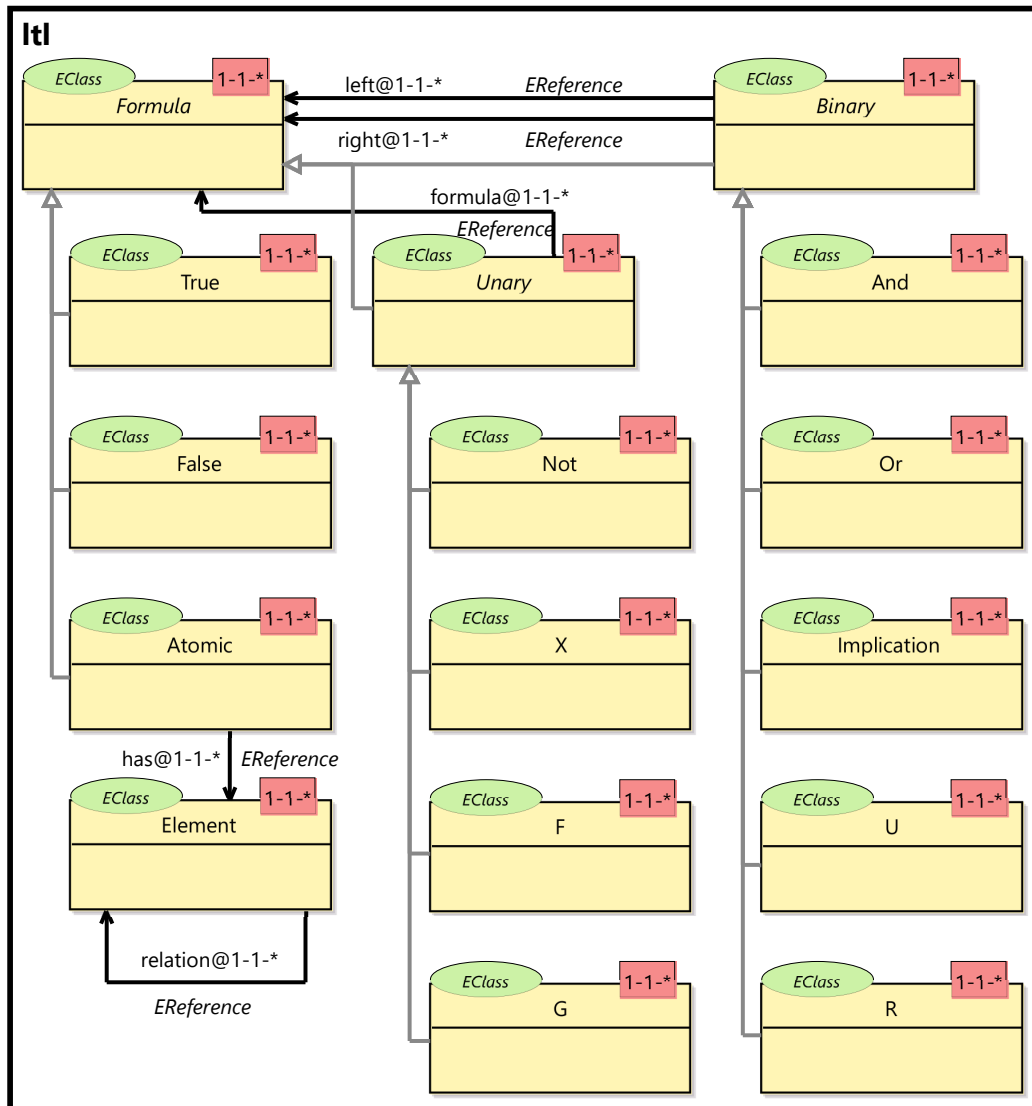 ltl
EClass 1-1-*
Formula
left@1-1-* EReference
EClass 1-1-*
Binary
right@1-1-* EReference
formula@1-1-*
EReference
EClass 1-1-*
True
EClass 1-1-*
Unary
EClass 1-1-*
And
EClass 1-1-*
False
EClass 1-1-*
Not
EClass 1-1-*
Or
EClass 1-1-*
Atomic
EClass 1-1-*
X
EClass 1-1-*
Implication
has@1-1-* EReference
EClass 1-1-*
Element
EClass 1-1-*
F
EClass 1-1-*
U
relation@1-1-*
EReference
EClass 1-1-*
G
EClass 1-1-*
R